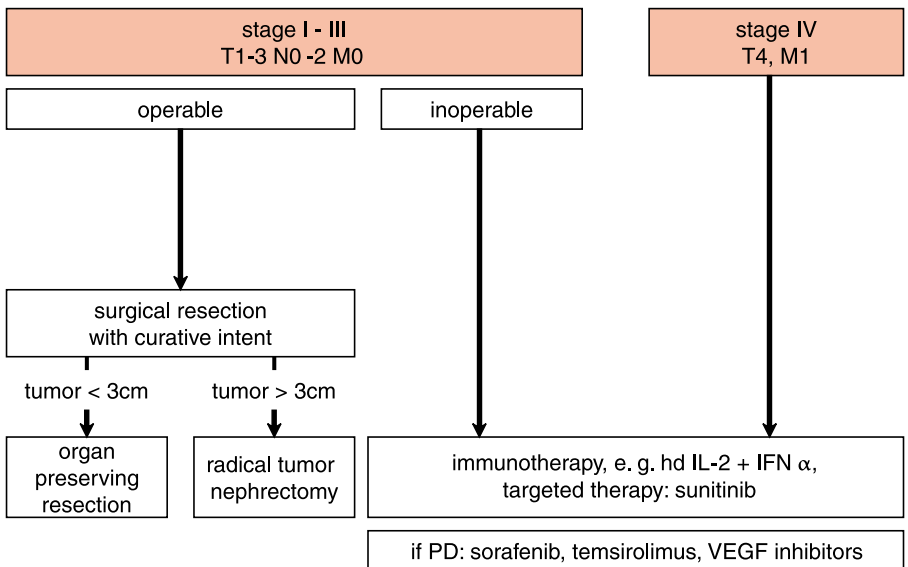 stage I - III
T1-3 N0 -2 M0
stage IV
T4, M1
operable
inoperable
surgical resection
with curative intent
tumor < 3cm
tumor > 3cm
organ
preserving
resection
radical tumor
nephrectomy
immunotherapy, e. g. hd IL-2 + IFN α,
targeted therapy: sunitinib
if PD: sorafenib, temsirolimus, VEGF inhibitors